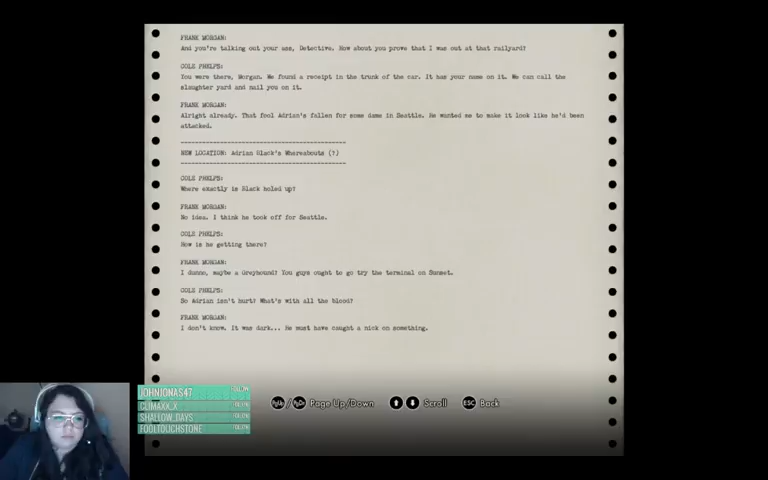 FRANK MORGAN:
And you're talking out your ass, Detective. How about you prove that I was out at that railyard?
COLE PHELPS:
You were there, Morgan. We found a receipt in the trunk of the car. It has your name on it. We can call the
slaughter yard and nail you on it.
FRANK MORGAN:
Alright already. That fool Adrian's fallen for some dame in Seattle. He wanted me to make it look like he'd been
attacked.
NEW LOCATION: Adrian Black's Whereabouts (?)
COLE PHELPS:
Where exactly is Black holed up?
FRANK MORGAN:
No idea. I think he took off for Seattle.
COLE PHELPS:
How is he getting there?
FRANK MORGAN:
I dunno, maybe a Greyhound? You guys ought to go try the terminal on Sunset.
COLE PHELPS:
So Adrian isn't hurt? What's with all the blood?
FRANK MORGAN:
I don't know. It was dark... He must have caught a nick on something.
JOHNJONAS47 FOLLOW
CLIMAXX_X FOLLOW
SHALLOW_DAYS FOLLOW
FOOLTOUCHSTONE FOLLOW
PgUp / PgDn Page Up/Down Scroll ESC Back